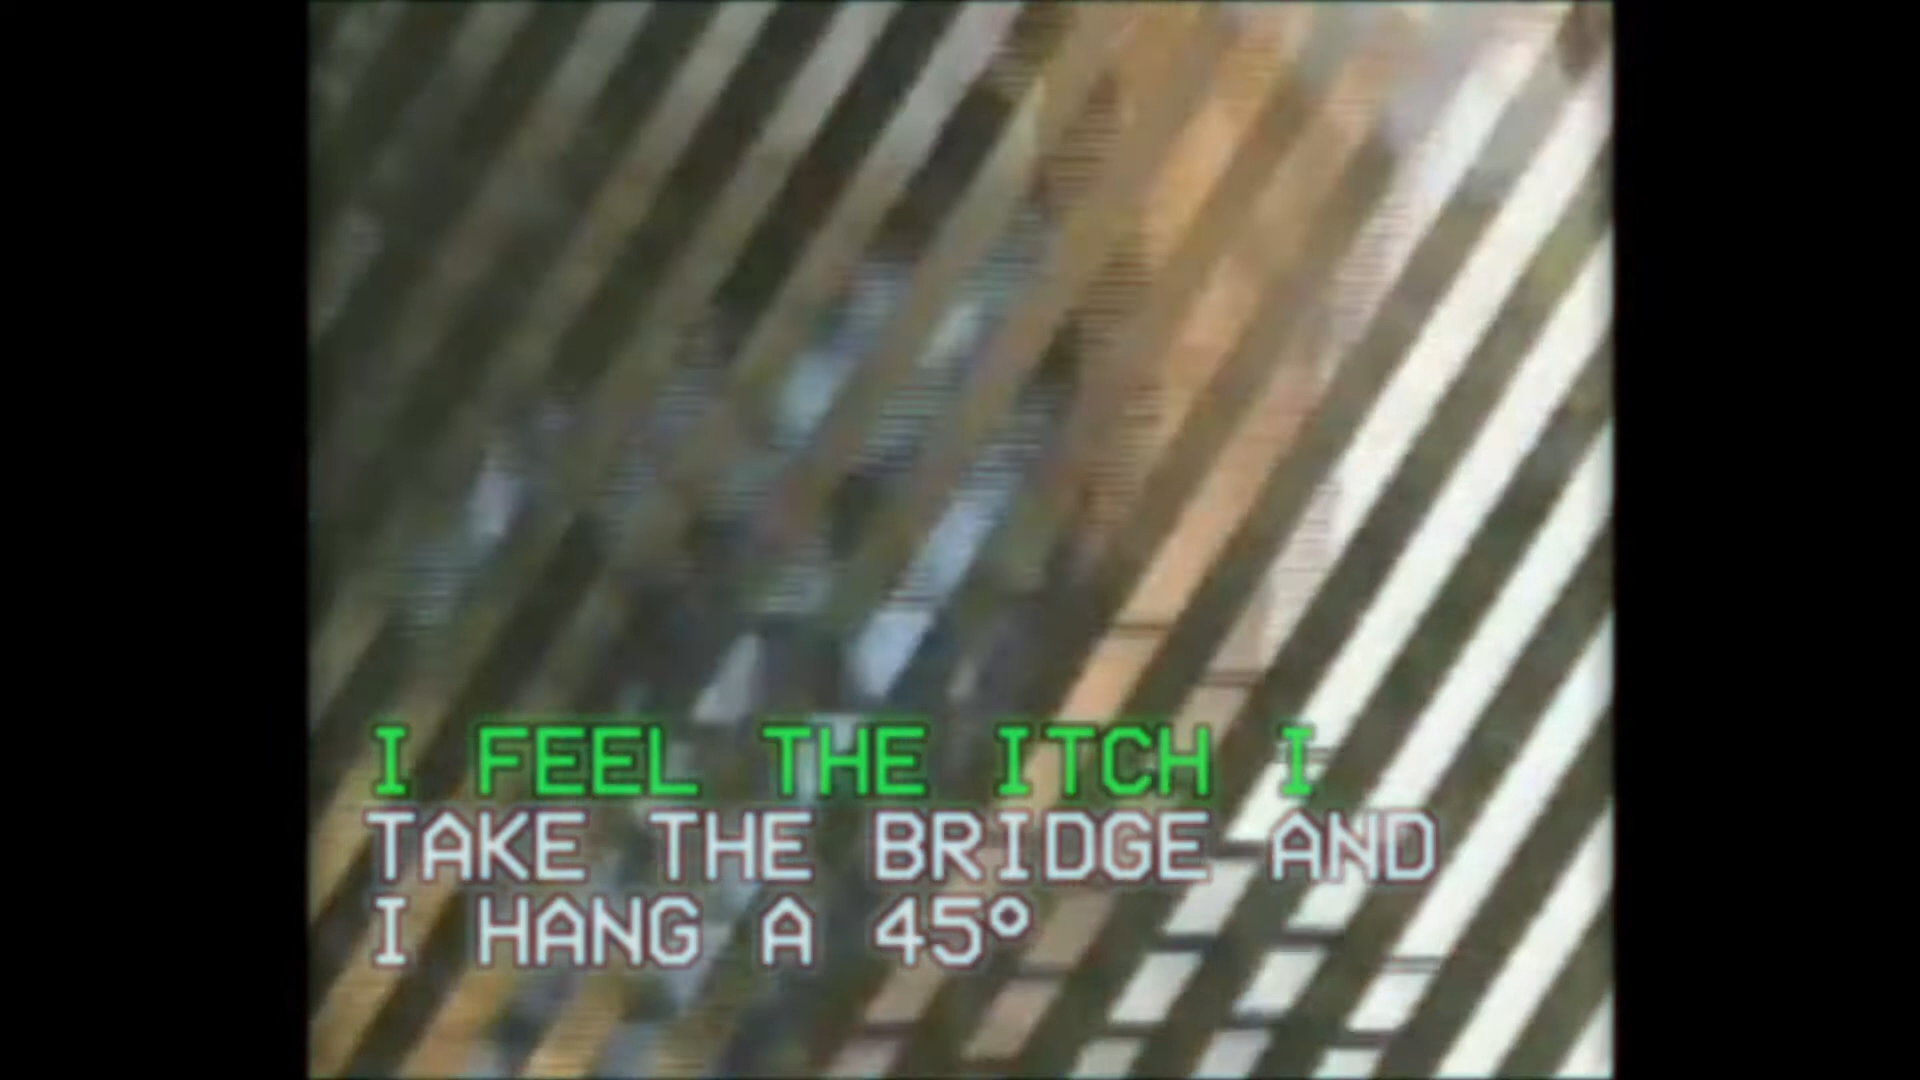 I FEEL THE ITCH I
TAKE THE BRIDGE AND
I HANG A 45°